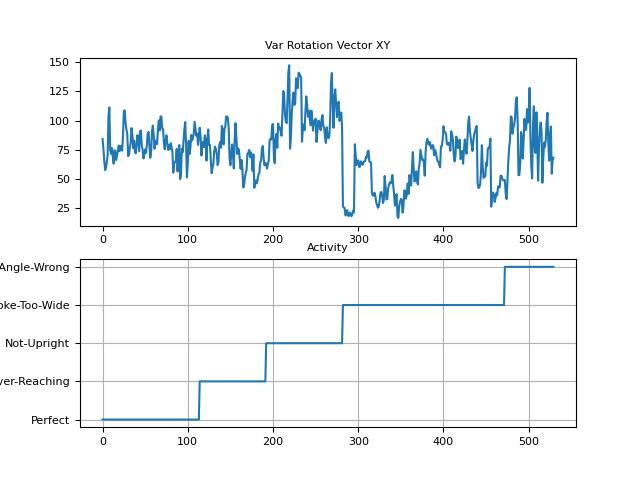 Var Rotation Vector XY
150
125
100
75
50
25
0 100 200 300 400 500
Activity
Angle-Wrong
oke-Too-Wide
Not-Upright
ver-Reaching
Perfect
0 100 200 300 400 500